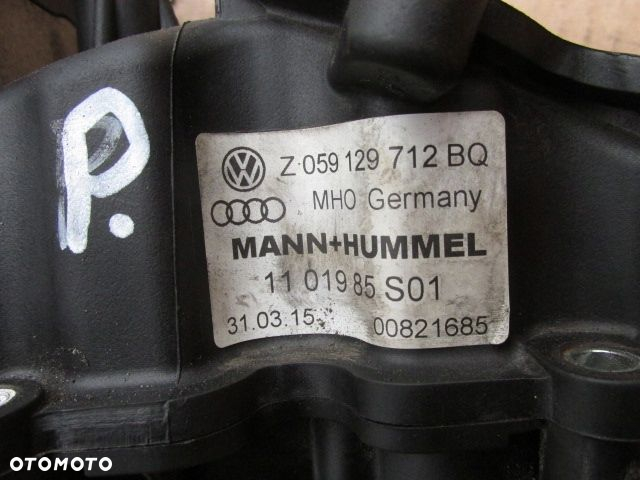 P.
Z 059 129 712 BQ
MHO Germany
MANN+HUMMEL
11 019 85 S01
31.03.15 00821685
OTOMOTO